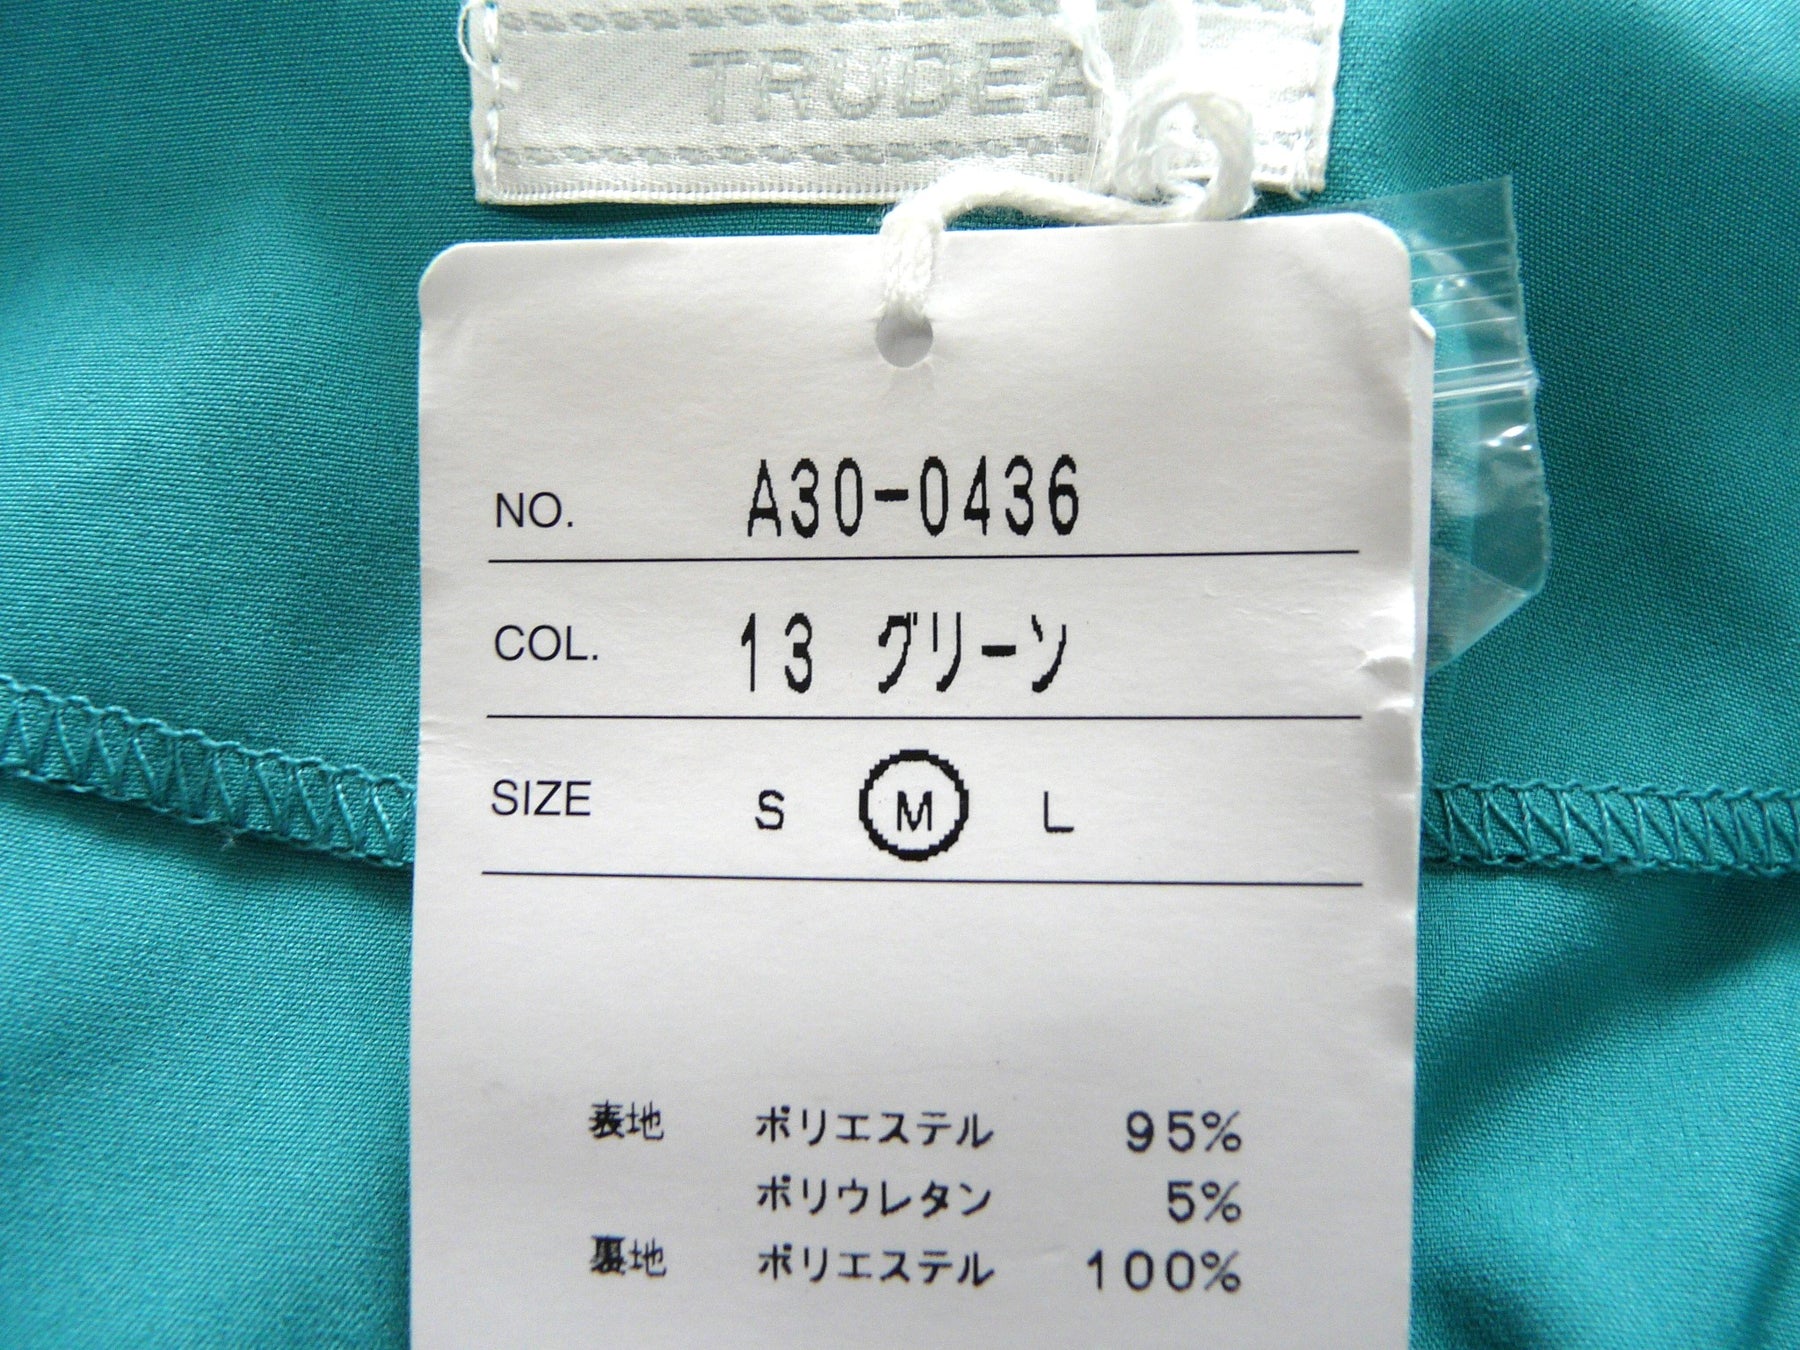 TRUDEA
NO. A30-0436
COL. 13 グリーン
SIZE S M L
表地 ポリエステル 95%
ポリウレタン 5%
裏地 ポリエステル 100%